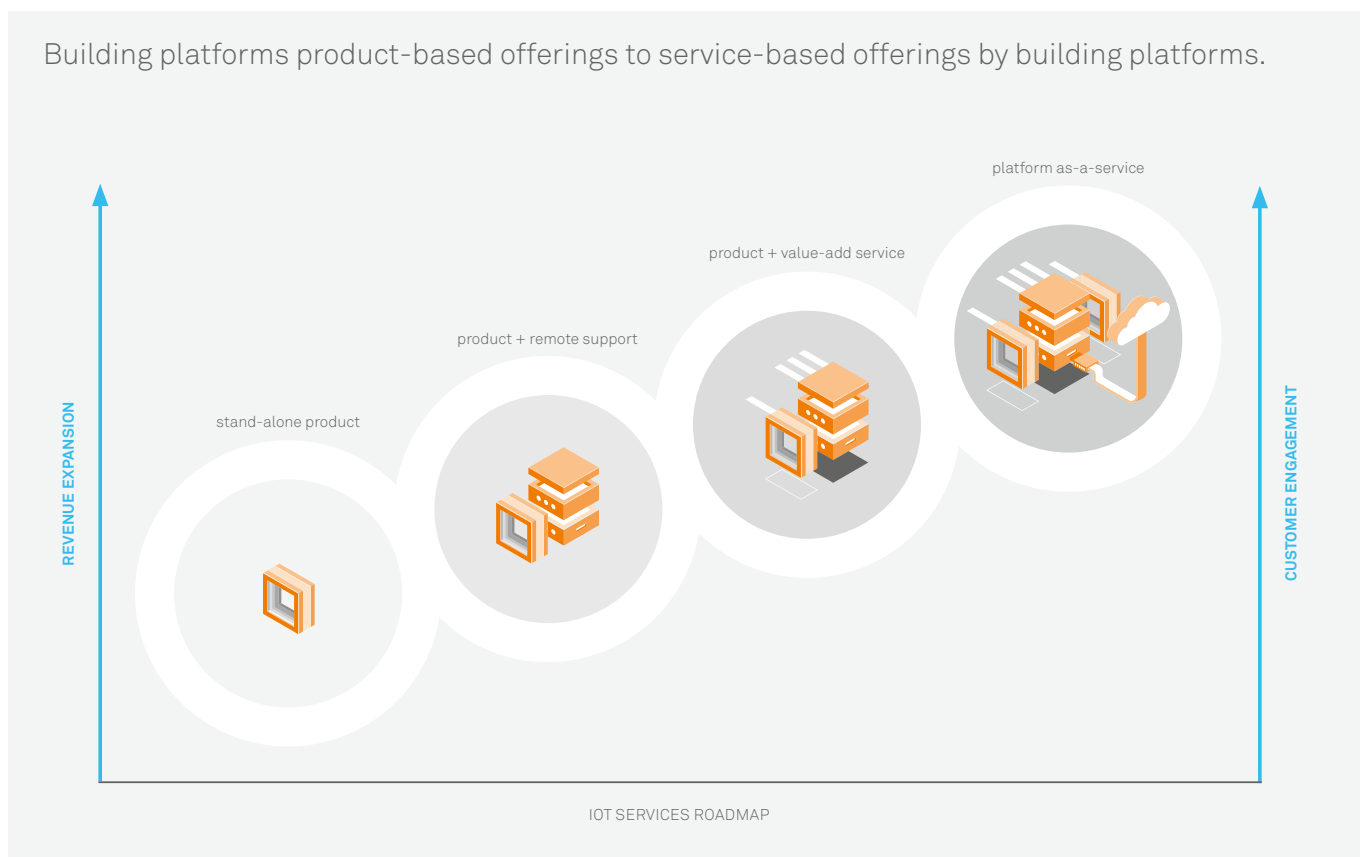 Building platforms product-based offerings to service-based offerings by building platforms.
platform as-a-service
product + value-add service
product + remote support
stand-alone product
REVENUE EXPANSION
CUSTOMER ENGAGEMENT
IOT SERVICES ROADMAP